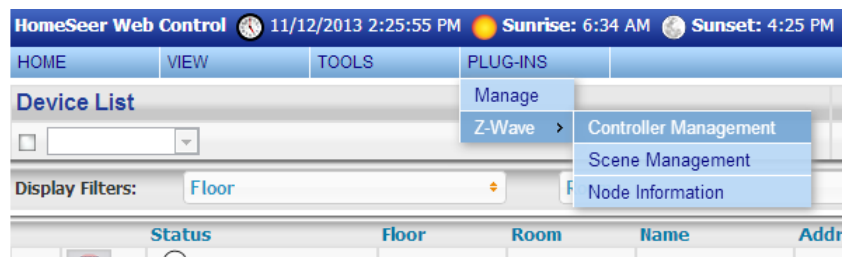 HomeSeer Web Control 11/12/2013 2:25:55 PM Sunrise: 6:34 AM Sunset: 4:25 PM
HOME VIEW TOOLS PLUG-INS
Device List
Manage
Z-Wave Controller Management
Scene Management
Display Filters: Floor
Node Information
Status Floor Room Name